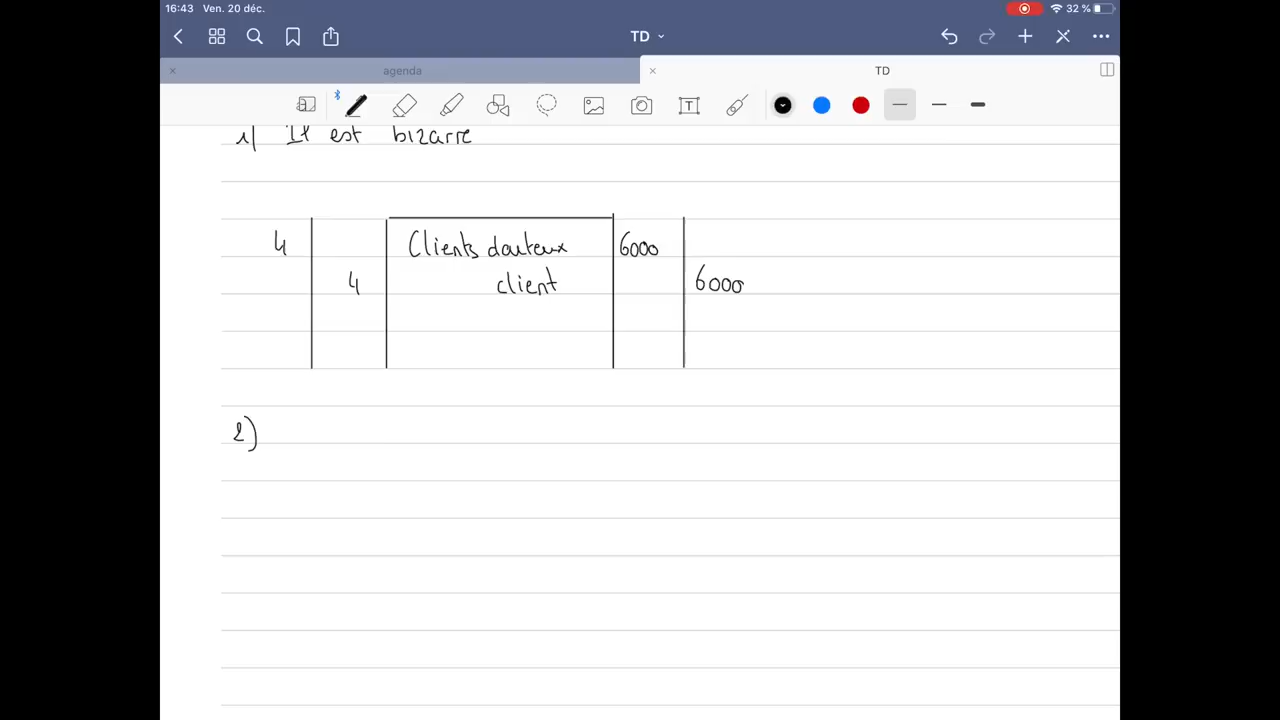 16:43 Ven. 20 déc. 32 %
TD
agenda
TD
T
1) Il est bizarre
4 Clients douteux 6000
4 client 6000
2)